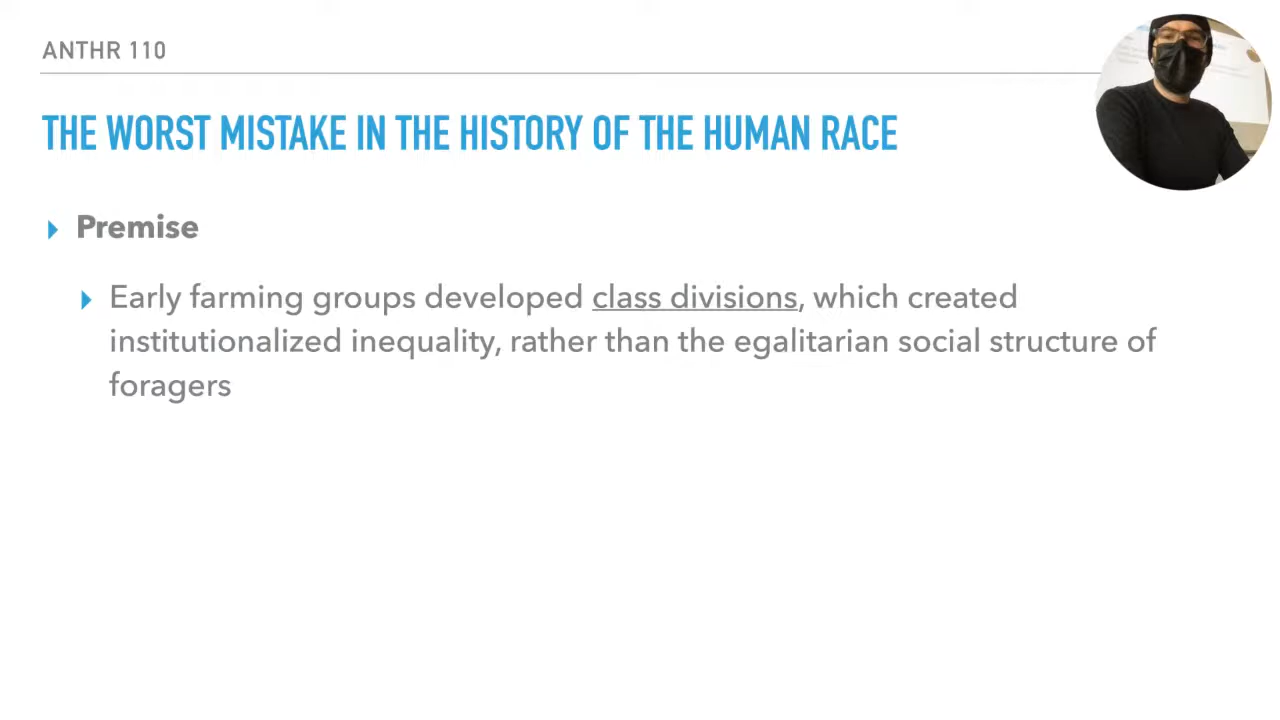 ANTHR 110
THE WORST MISTAKE IN THE HISTORY OF THE HUMAN RACE
Premise
Early farming groups developed class divisions, which created
institutionalized inequality, rather than the egalitarian social structure of
foragers